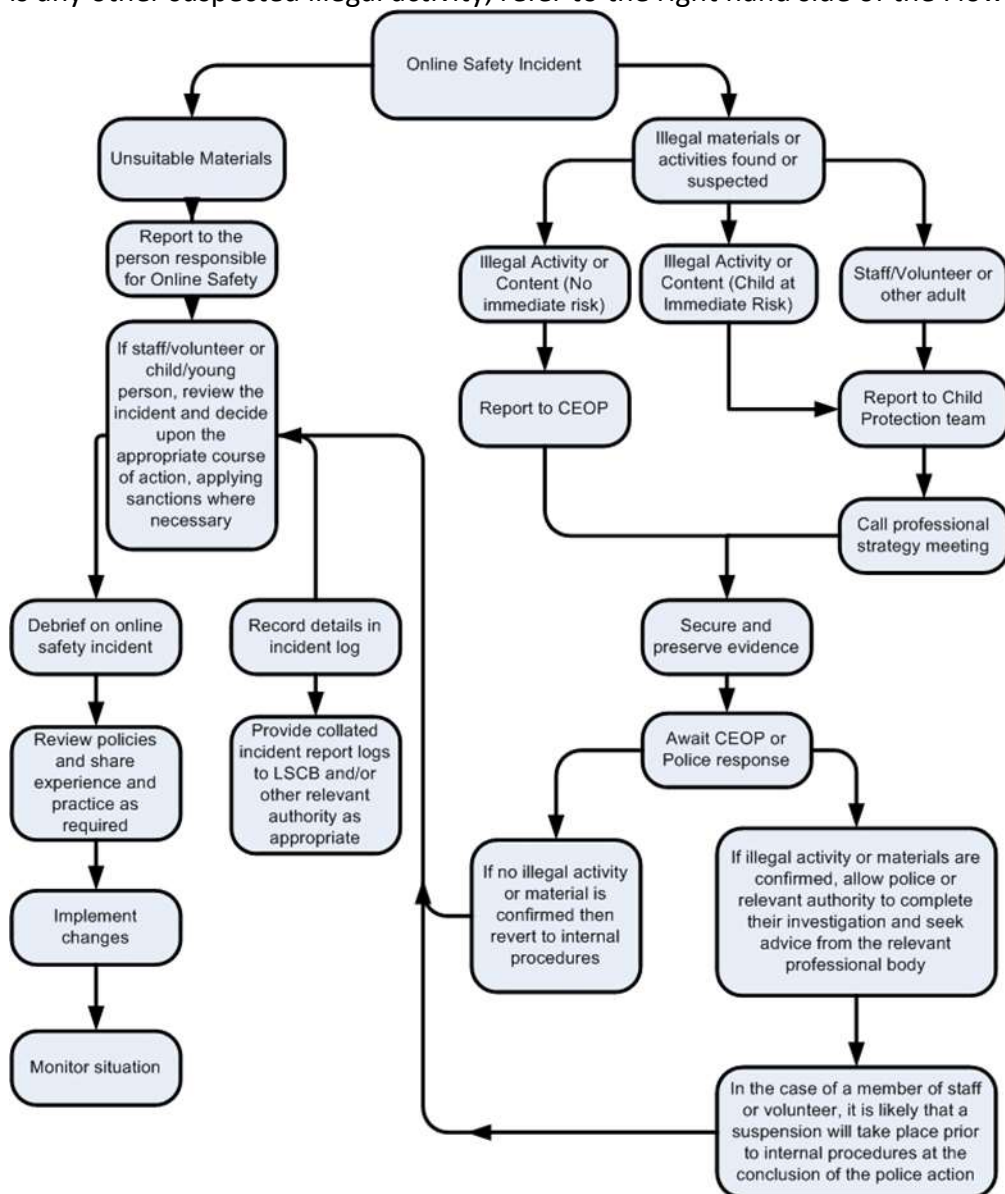 is any other suspected illegal activity, refer to the right hand side of the Flow
Online Safety Incident
Unsuitable Materials
Report to the
person responsible
for Online Safety
If staff/volunteer or
child/young
person, review the
incident and decide
upon the
appropriate course
of action, applying
sanctions where
necessary
Debrief on online
safety incident
Review policies
and share
experience and
practice as
required
Implement
changes
Monitor situation
Record details in
incident log
Provide collated
incident report logs
to LSCB and/or
other relevant
authority as
appropriate
Illegal materials or
activities found or
suspected
Illegal Activity or
Content (No
immediate risk)
Illegal Activity or
Content (Child at
Immediate Risk)
Staff/Volunteer or
other adult
Report to CEOP
Report to Child
Protection team
Call professional
strategy meeting
Secure and
preserve evidence
Await CEOP or
Police response
If no illegal activity
or material is
confirmed then
revert to internal
procedures
If illegal activity or materials are
confirmed, allow police or
relevant authority to complete
their investigation and seek
advice from the relevant
professional body
In the case of a member of staff
or volunteer, it is likely that a
suspension will take place prior
to internal procedures at the
conclusion of the police action